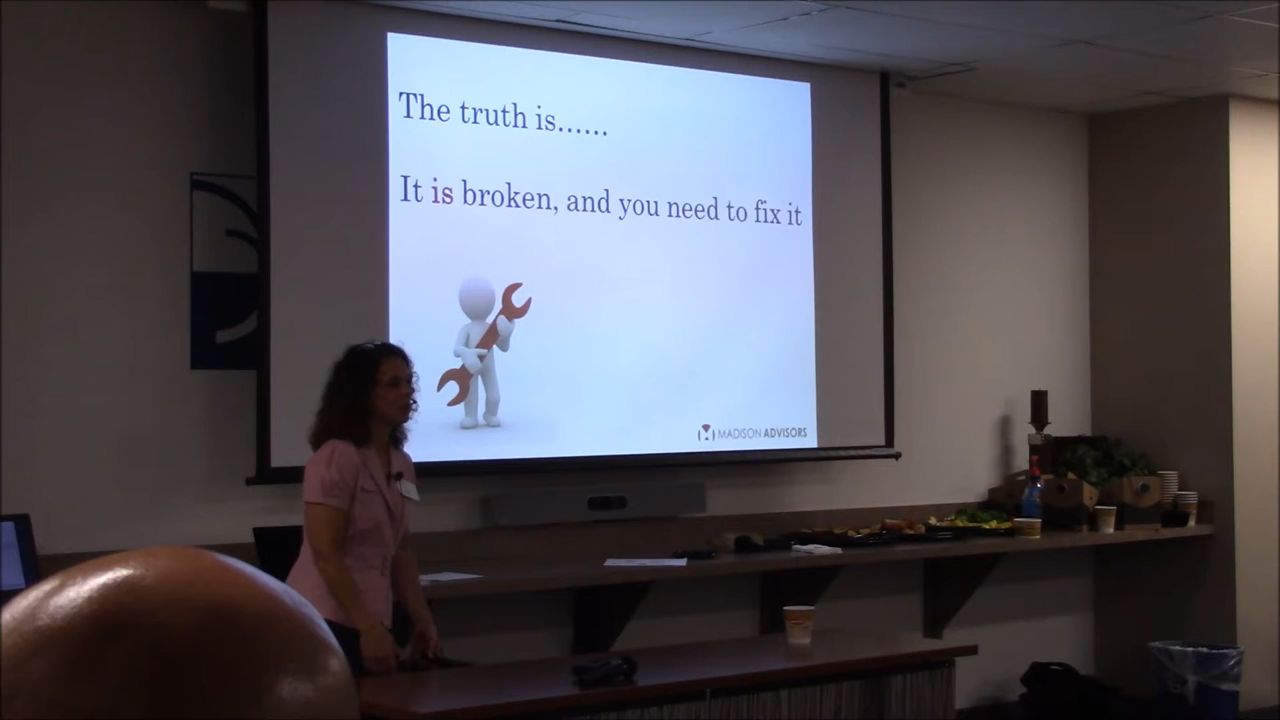 The truth is......
It is broken, and you need to fix it
MADISON ADVISORS